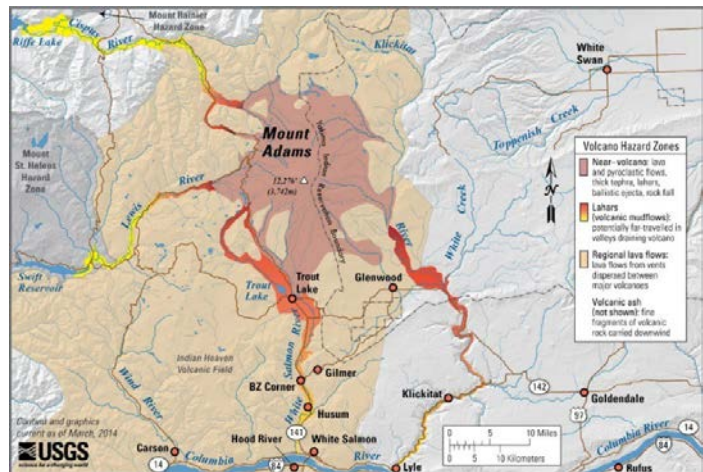 Mount Rainier
Hazard Zone
Cispus
River
Riffe Lake
Klickitat
White
Swan
Toppenish Creek
Mount
St. Helens
Hazard
Zone
Mount
Adams
12,276'
(3,742m)
Yakama Indian
Reservation Boundary
Lewis
River
River
White Creek
N
Swift
Reservoir
Trout
Lake
Trout
Lake
Glenwood
Indian Heaven
Volcanic Field
White
Salmon
River
Wind
River
Gilmer
BZ Corner
Husum
141
Klickitat
142
Goldendale
97
Carson
Hood River
White Salmon
Lyle
14
Columbia
84
River
Columbia River
84
14
Rufus
Volcano Hazard Zones
Near-volcano: lava
and pyroclastic flows,
thick tephra, lahars,
ballistic ejecta, rock fall
Lahars
(volcanic mudflows):
potentially far-travelled in
valleys draining volcano
Regional lava flows:
lava flows from vents
dispersed between
major volcanoes
Volcanic ash
(not shown): fine
fragments of volcanic
rock carried downwind
0 5 10 Miles
0 5 10 Kilometers
Content and graphics
current as of March, 2014
USGS
science for a changing world